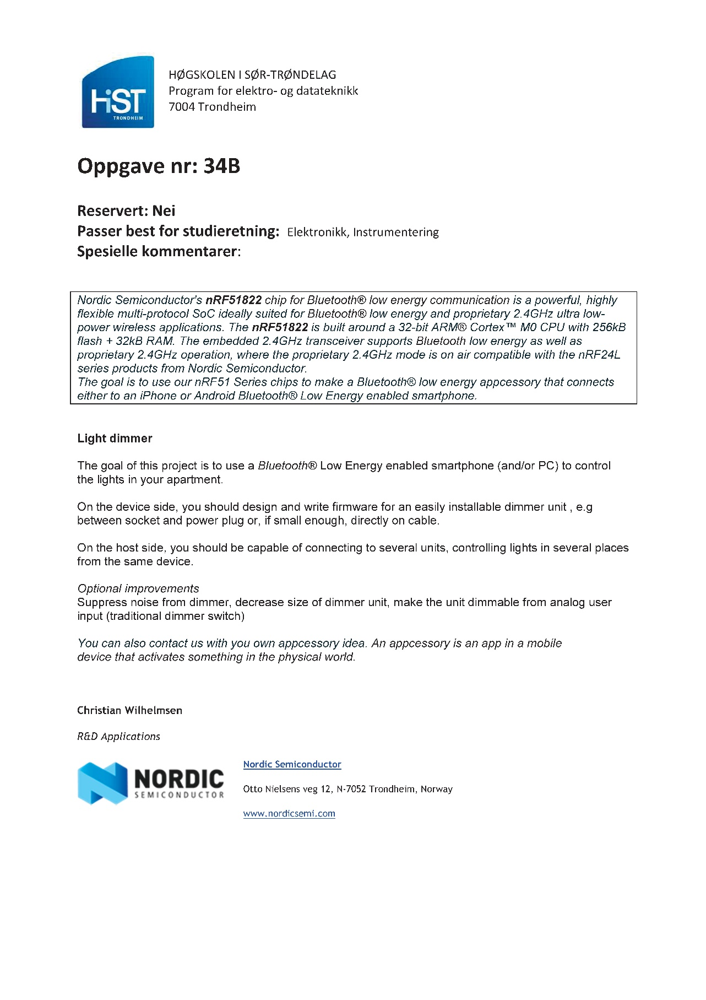 HiST
TRONDHEIM
HØGSKOLEN I SØR-TRØNDELAG
Program for elektro- og datateknikk
7004 Trondheim
Oppgave nr: 34B
Reservert: Nei
Passer best for studieretning: Elektronikk, Instrumentering
Spesielle kommentarer:
Nordic Semiconductor's nRF51822 chip for Bluetooth® low energy communication is a powerful, highly
flexible multi-protocol SoC ideally suited for Bluetooth® low energy and proprietary 2.4GHz ultra low-
power wireless applications. The nRF51822 is built around a 32-bit ARM® Cortex™ M0 CPU with 256kB
flash + 32kB RAM. The embedded 2.4GHz transceiver supports Bluetooth low energy as well as
proprietary 2.4GHz operation, where the proprietary 2.4GHz mode is on air compatible with the nRF24L
series products from Nordic Semiconductor.
The goal is to use our nRF51 Series chips to make a Bluetooth® low energy appcessory that connects
either to an iPhone or Android Bluetooth® Low Energy enabled smartphone.
Light dimmer
The goal of this project is to use a Bluetooth® Low Energy enabled smartphone (and/or PC) to control
the lights in your apartment.
On the device side, you should design and write firmware for an easily installable dimmer unit , e.g
between socket and power plug or, if small enough, directly on cable.
On the host side, you should be capable of connecting to several units, controlling lights in several places
from the same device.
Optional improvements
Suppress noise from dimmer, decrease size of dimmer unit, make the unit dimmable from analog user
input (traditional dimmer switch)
You can also contact us with you own appcessory idea. An appcessory is an app in a mobile
device that activates something in the physical world.
Christian Wilhelmsen
R&D Applications
NORDIC
SEMICONDUCTOR
Nordic Semiconductor
Otto Nielsens veg 12, N-7052 Trondheim, Norway
www.nordicsemi.com